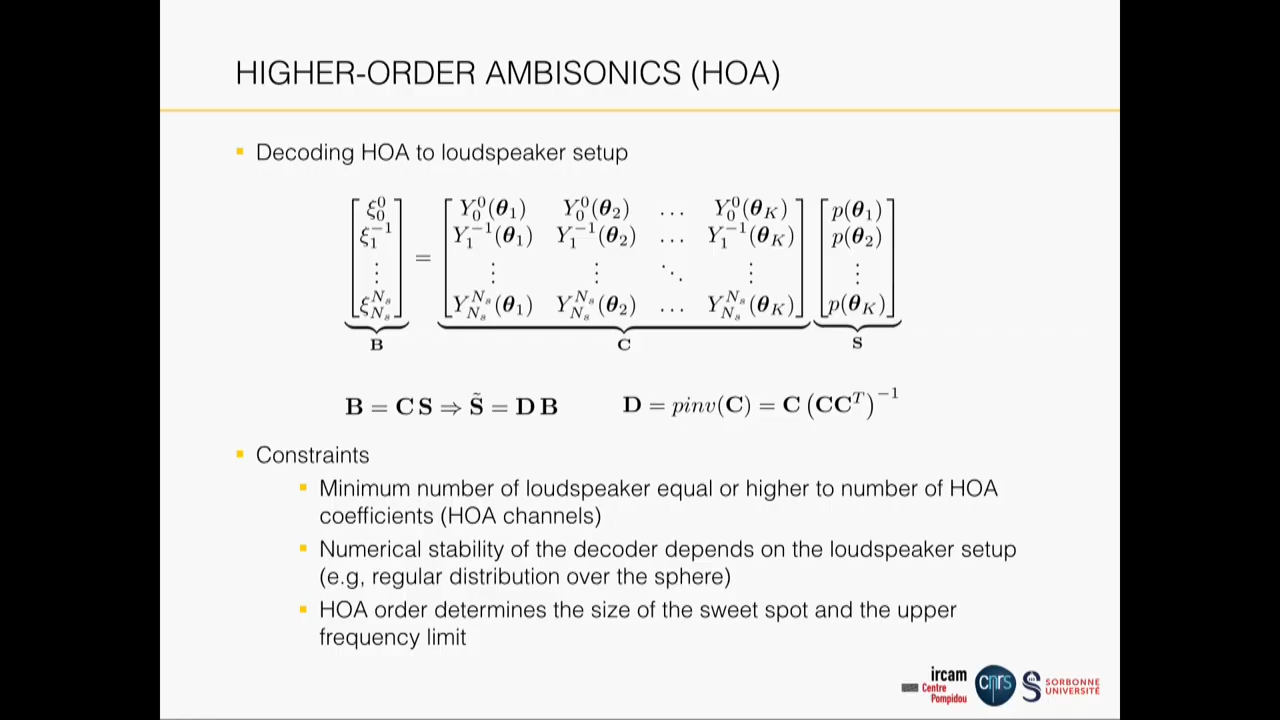 HIGHER-ORDER AMBISONICS (HOA)
Decoding HOA to loudspeaker setup
[ξ_0^0 ξ_1^{-1} ⋮ ξ_{N_s}^{N_s}] = [Y_0^0(θ_1) Y_0^0(θ_2) … Y_0^0(θ_K) Y_1^{-1}(θ_1) Y_1^{-1}(θ_2) … Y_1^{-1}(θ_K) ⋮ ⋮ ⋱ ⋮ Y_{N_s}^{N_s}(θ_1) Y_{N_s}^{N_s}(θ_2) … Y_{N_s}^{N_s}(θ_K)] [p(θ_1) p(θ_2) ⋮ p(θ_K)]
B C S
B = C S ⇒ S̃ = D B D = pinv(C) = C (CC^T)^{-1}
Constraints
Minimum number of loudspeaker equal or higher to number of HOA
coefficients (HOA channels)
Numerical stability of the decoder depends on the loudspeaker setup
(e.g, regular distribution over the sphere)
HOA order determines the size of the sweet spot and the upper
frequency limit
ircam
Centre
Pompidou
cnrs
SORBONNE
UNIVERSITÉ